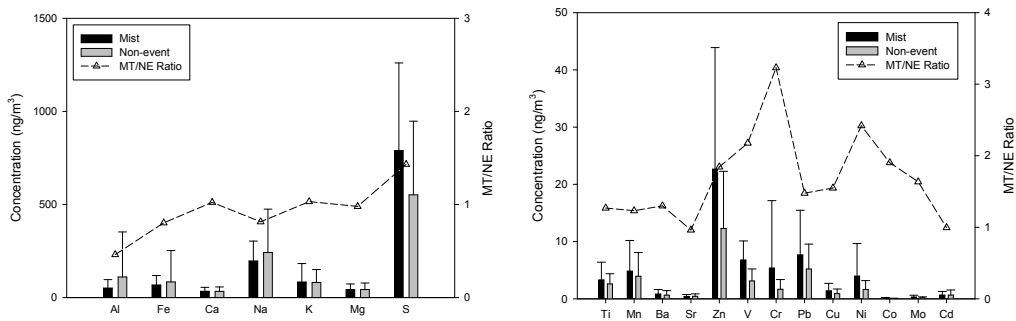 1500
1000
500
0
Concentration (ng/m³)
3
2
1
0
MT/NE Ratio
Mist
Non-event
MT/NE Ratio
Al Fe Ca Na K Mg S
50
40
30
20
10
0
Concentration (ng/m³)
4
3
2
1
0
MT/NE Ratio
Mist
Non-event
MT/NE Ratio
Ti Mn Ba Sr Zn V Cr Pb Cu Ni Co Mo Cd